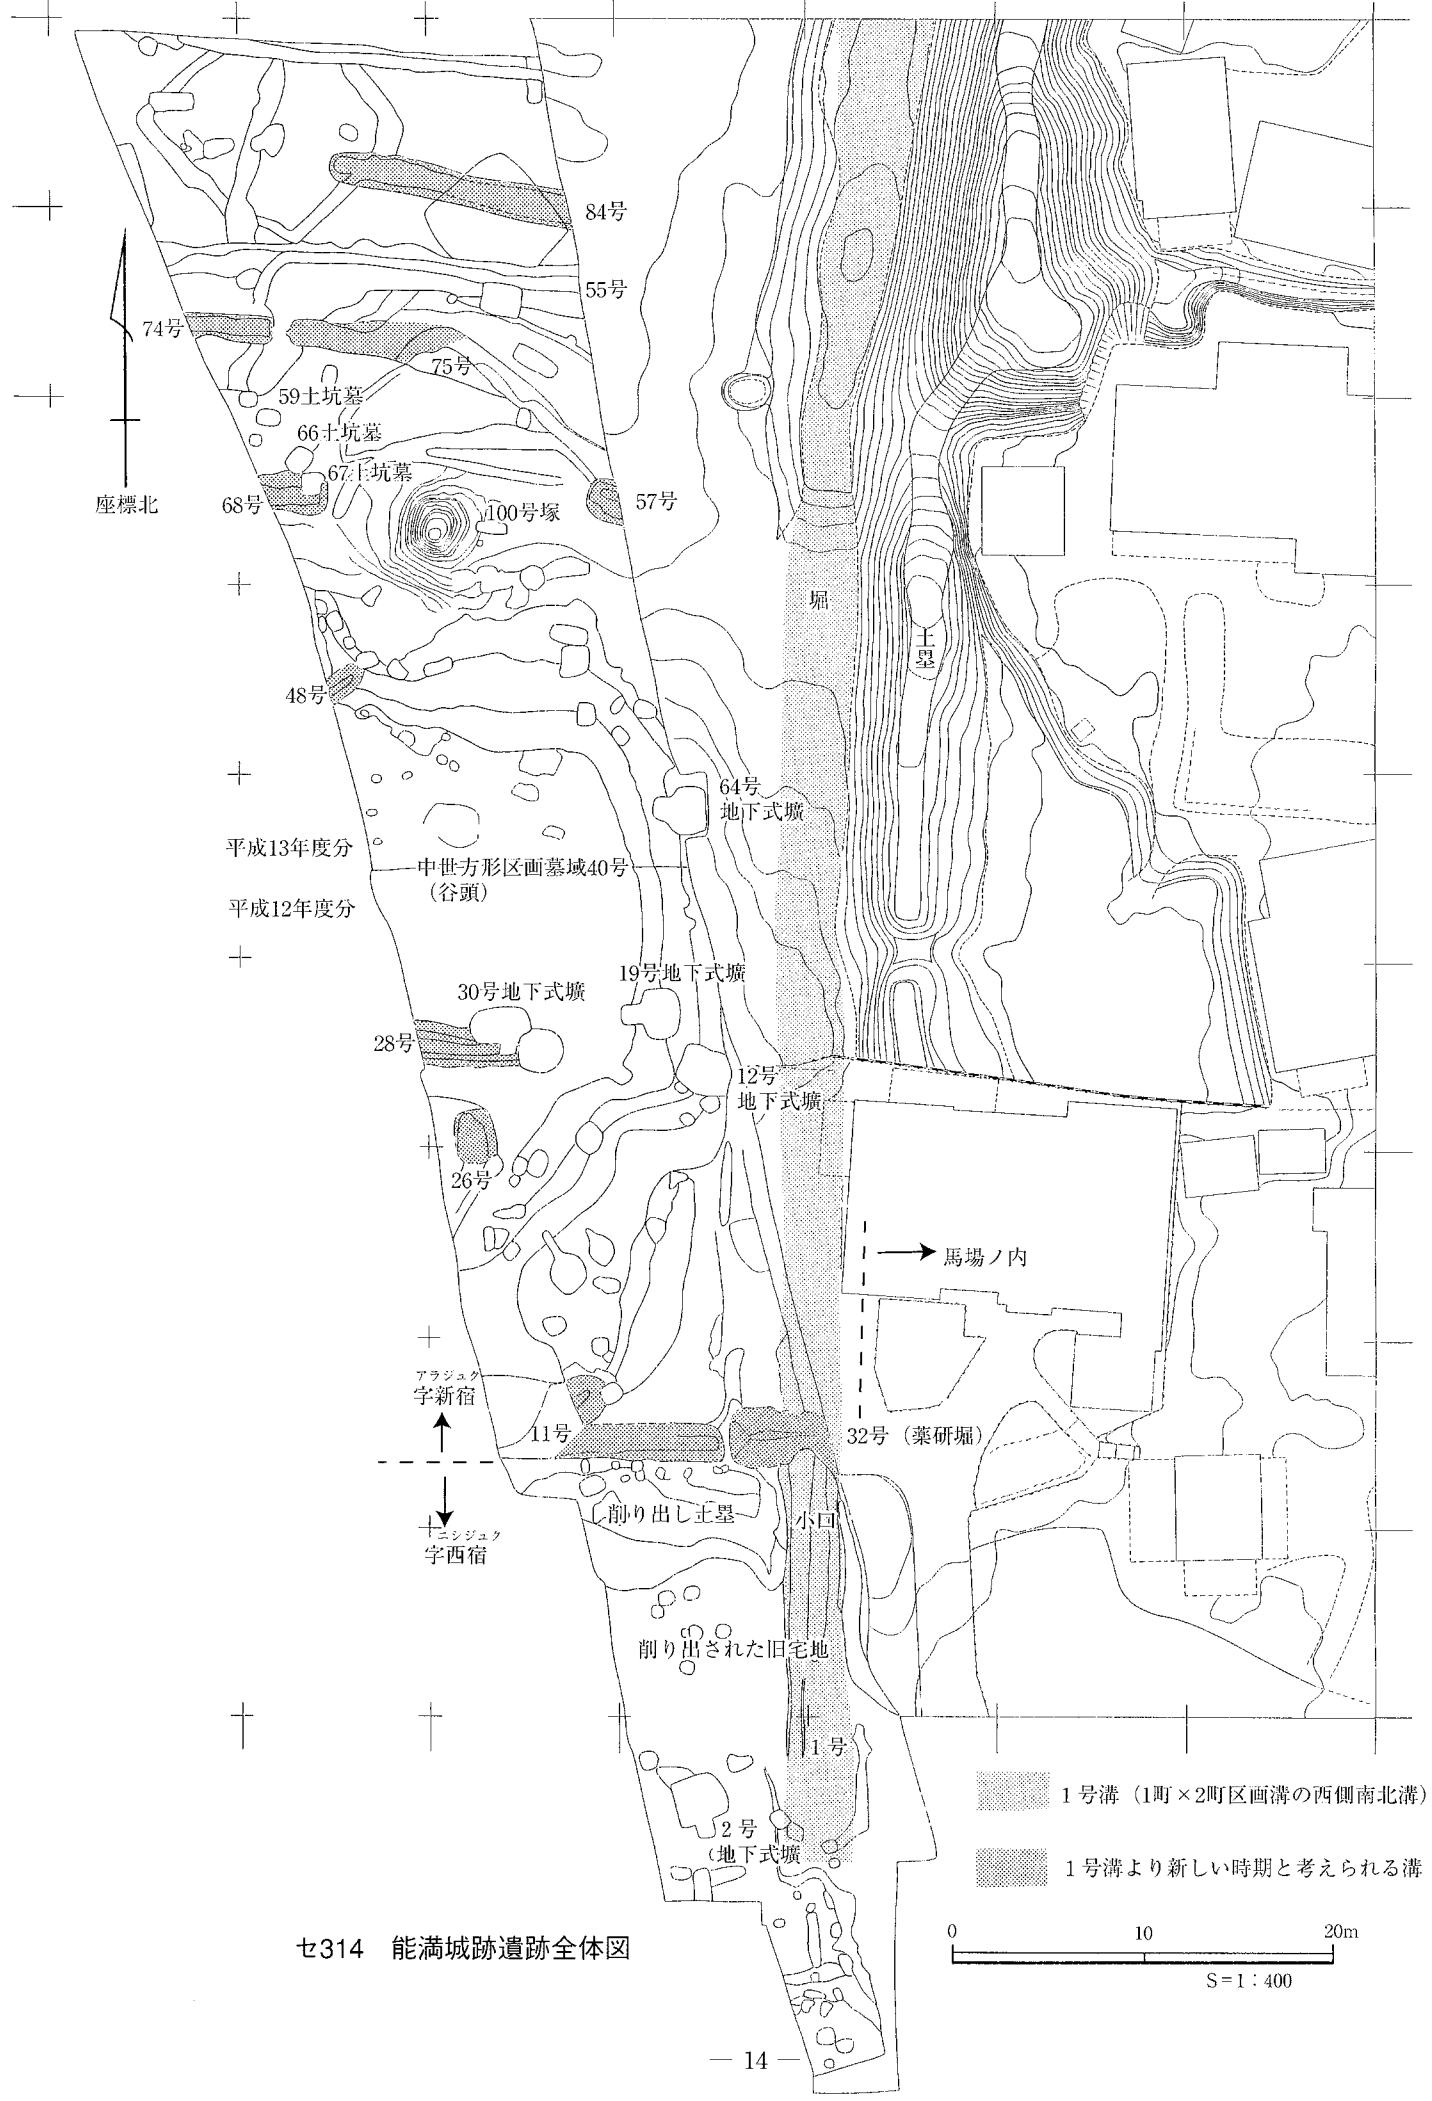 84号
55号
74号
75号
59土坑墓
66土坑墓
67土坑墓
68号
100号塚
57号
座標北
堀
土塁
48号
64号
地下式壙
平成13年度分
中世方形区画墓域40号
（谷頭）
平成12年度分
19号地下式壙
30号地下式壙
28号
12号
地下式壙
26号
馬場ノ内
アラジュク
字新宿
11号
32号（薬研堀）
削り出し土塁
小口
ニシジュク
字西宿
削り出された旧宅地
1号
2号
地下式壙
1号溝（1町×2町区画溝の西側南北溝）
1号溝より新しい時期と考えられる溝
0 10 20m
S=1：400
セ314 能満城跡遺跡全体図
— 14 —